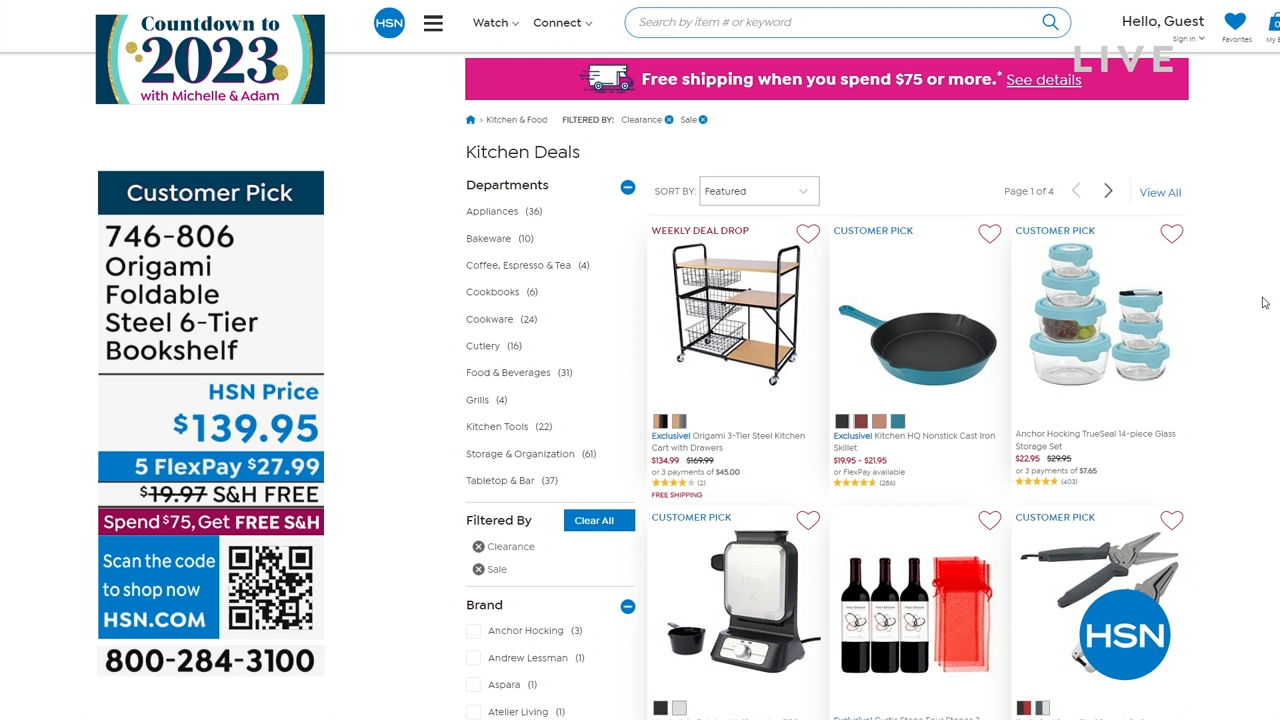 Countdown to
2023
with Michelle & Adam
Customer Pick
746-806
Origami
Foldable
Steel 6-Tier
Bookshelf
HSN Price
$139.95
5 FlexPay $27.99
$19.97 S&H FREE
Spend $75, Get FREE S&H
Scan the code
to shop now
HSN.COM
800-284-3100
HSN
Watch
Connect
Search by item # or keyword
Hello, Guest
Sign In
Favorites
0
LIVE
Free shipping when you spend $75 or more.* See details
> Kitchen & Food FILTERED BY: Clearance Sale
Kitchen Deals
Departments
Appliances (36)
Bakeware (10)
Coffee, Espresso & Tea (4)
Cookbooks (6)
Cookware (24)
Cutlery (16)
Food & Beverages (31)
Grills (4)
Kitchen Tools (22)
Storage & Organization (61)
Tabletop & Bar (37)
Filtered By
Clear All
Clearance
Sale
Brand
Anchor Hocking (3)
Andrew Lessman (1)
Aspara (1)
Atelier Living (1)
SORT BY: Featured
Page 1 of 4
View All
WEEKLY DEAL DROP
Exclusive! Origami 3-Tier Steel Kitchen
Cart with Drawers
$134.99 $169.99
or 3 payments of $45.00
(2)
FREE SHIPPING
CUSTOMER PICK
Exclusive! Kitchen HQ Nonstick Cast Iron
Skillet
$19.95 - $21.95
or FlexPay available
(286)
CUSTOMER PICK
Anchor Hocking TrueSeal 14-piece Glass
Storage Set
$22.95 $29.95
or 3 payments of $7.65
(403)
CUSTOMER PICK
CUSTOMER PICK
HSN